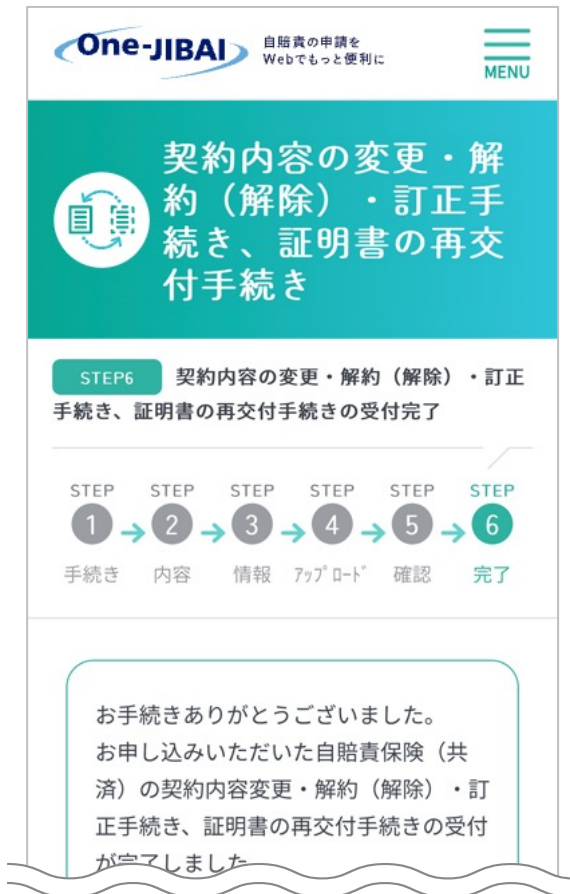 One-JIBAI
自賠責の申請を
Webでもっと便利に
MENU
契約内容の変更・解
約（解除）・訂正手
続き、証明書の再交
付手続き
STEP6 契約内容の変更・解約（解除）・訂正
手続き、証明書の再交付手続きの受付完了
STEP STEP STEP STEP STEP STEP
1 2 3 4 5 6
手続き 内容 情報 ｱｯﾌﾟﾛｰﾄﾞ 確認 完了
お手続きありがとうございました。
お申し込みいただいた自賠責保険（共
済）の契約内容変更・解約（解除）・訂
正手続き、証明書の再交付手続きの受付
が完了しました